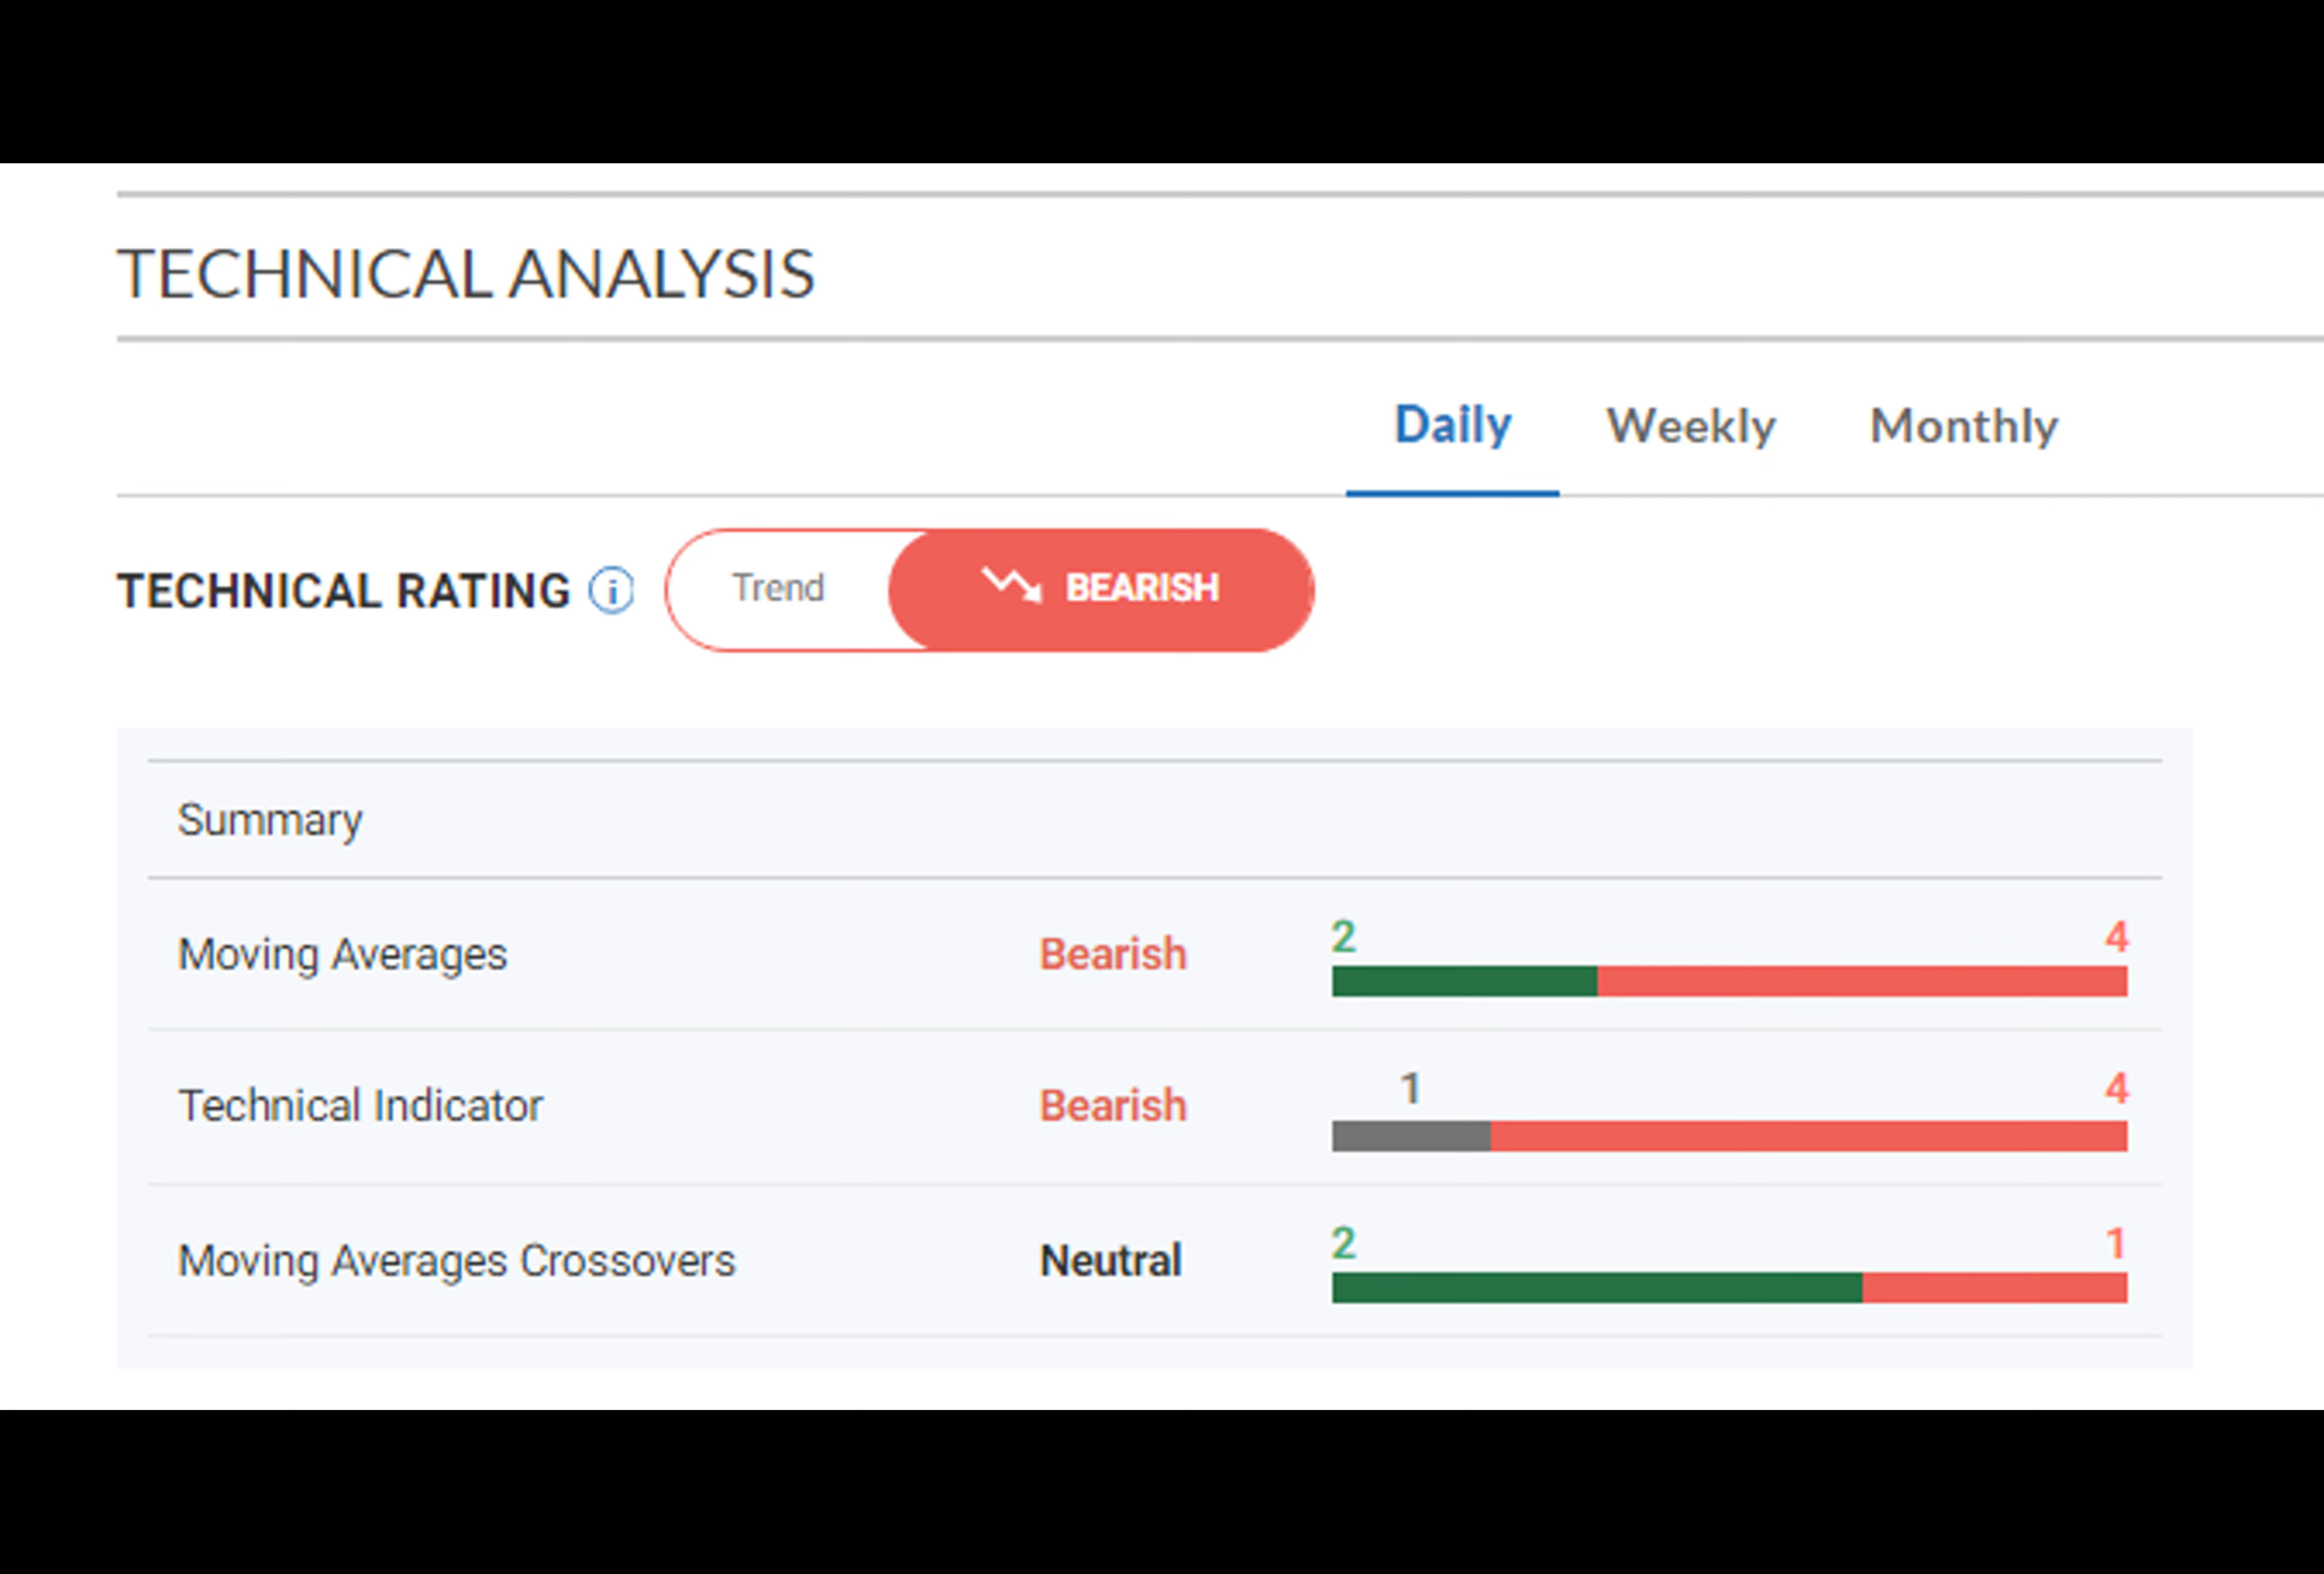 TECHNICAL ANALYSIS
Daily Weekly Monthly
TECHNICAL RATING i Trend BEARISH
Summary
Moving Averages Bearish 2 4
Technical Indicator Bearish 1 4
Moving Averages Crossovers Neutral 2 1